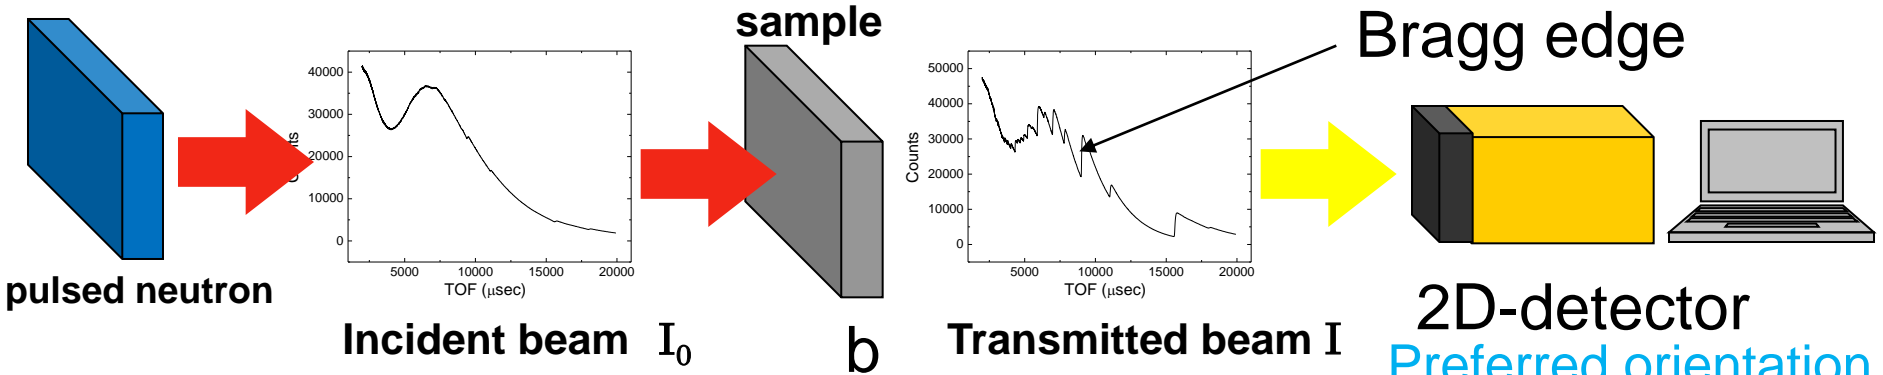 sample
Bragg edge
40000
30000
20000
10000
0
5000 10000 15000 20000
TOF (μsec)
50000
40000
30000
20000
10000
0
Counts
5000 10000 15000 20000
TOF (μsec)
pulsed neutron
Incident beam I₀
b
Transmitted beam I
2D-detector
Preferred orientation